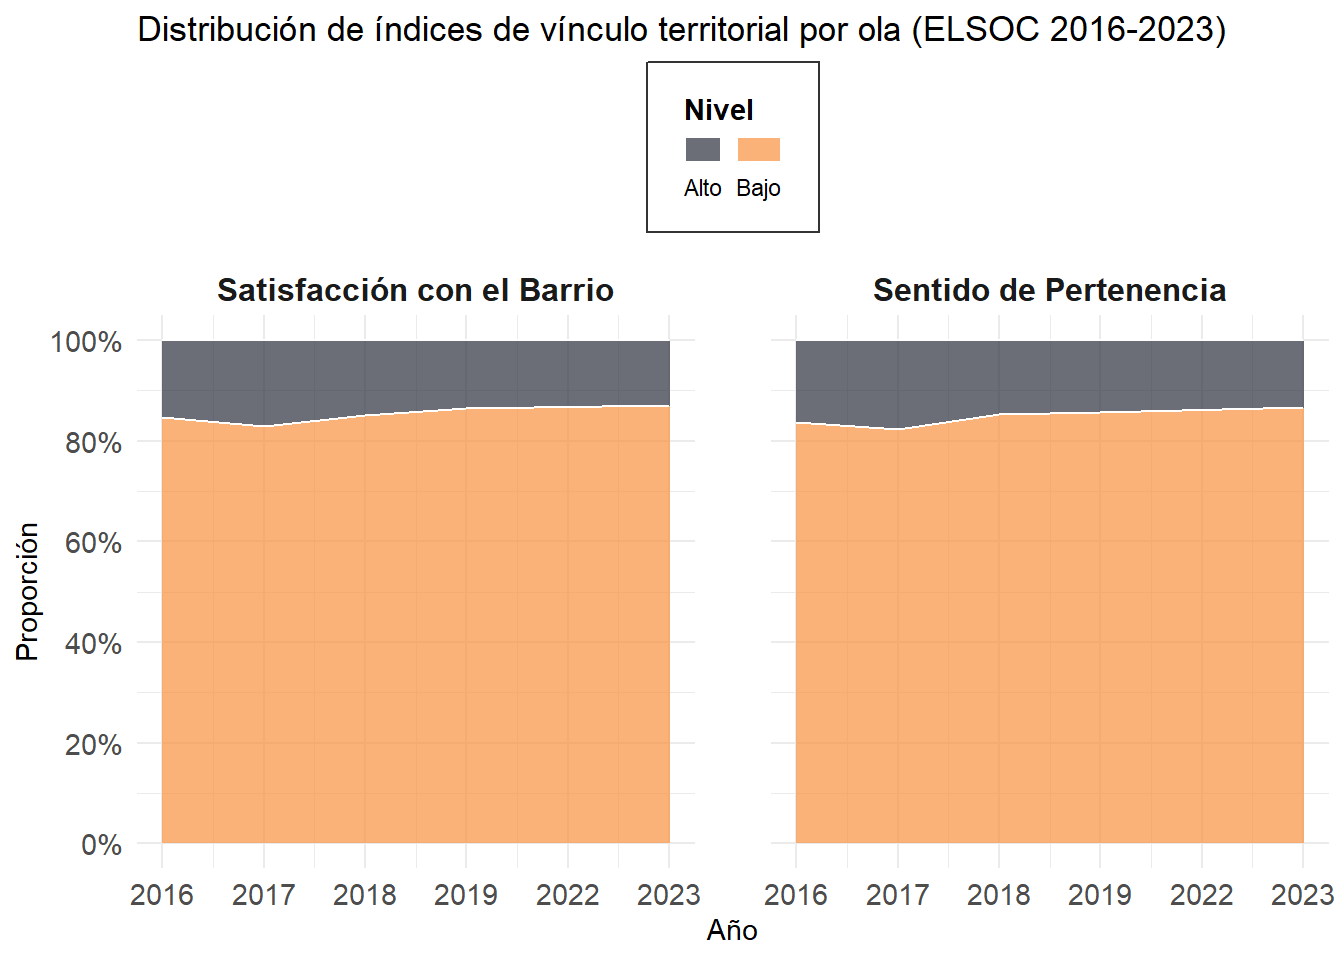 Distribución de índices de vínculo territorial por ola (ELSOC 2016-2023)
Nivel
Alto Bajo
Satisfacción con el Barrio
Sentido de Pertenencia
100%
80%
60%
40%
20%
0%
Proporción
2016 2017 2018 2019 2022 2023
2016 2017 2018 2019 2022 2023
Año